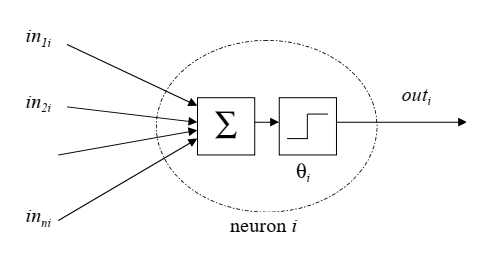 in₁ᵢ
in₂ᵢ
outᵢ
Σ
θᵢ
inₙᵢ
neuron i